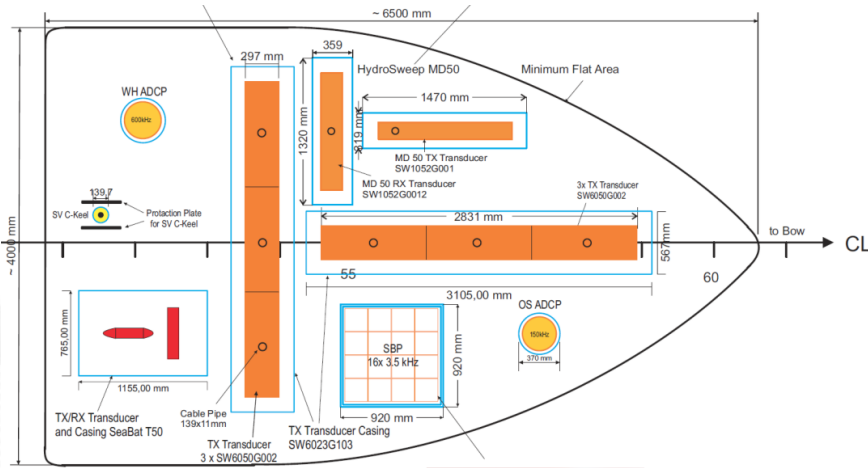 ~ 6500 mm
297 mm
359
HydroSweep MD50
Minimum Flat Area
WH ADCP
600kHz
1470 mm
319 mm
1320 mm
MD 50 TX Transducer
SW1052G001
MD 50 RX Transducer
SW1052G0012
3x TX Transducer
SW6050G002
139,7
SV C-Keel
Protaction Plate
for SV C-Keel
2831 mm
to Bow
CL
~ 4000 mm
567mm
55
60
3105,00 mm
OS ADCP
150kHz
370 mm
765,00 mm
SBP
16x 3.5 kHz
920 mm
1155,00 mm
920 mm
TX/RX Transducer
and Casing SeaBat T50
Cable Pipe
139x11mm
TX Transducer
3 x SW6050G002
TX Transducer Casing
SW6023G103